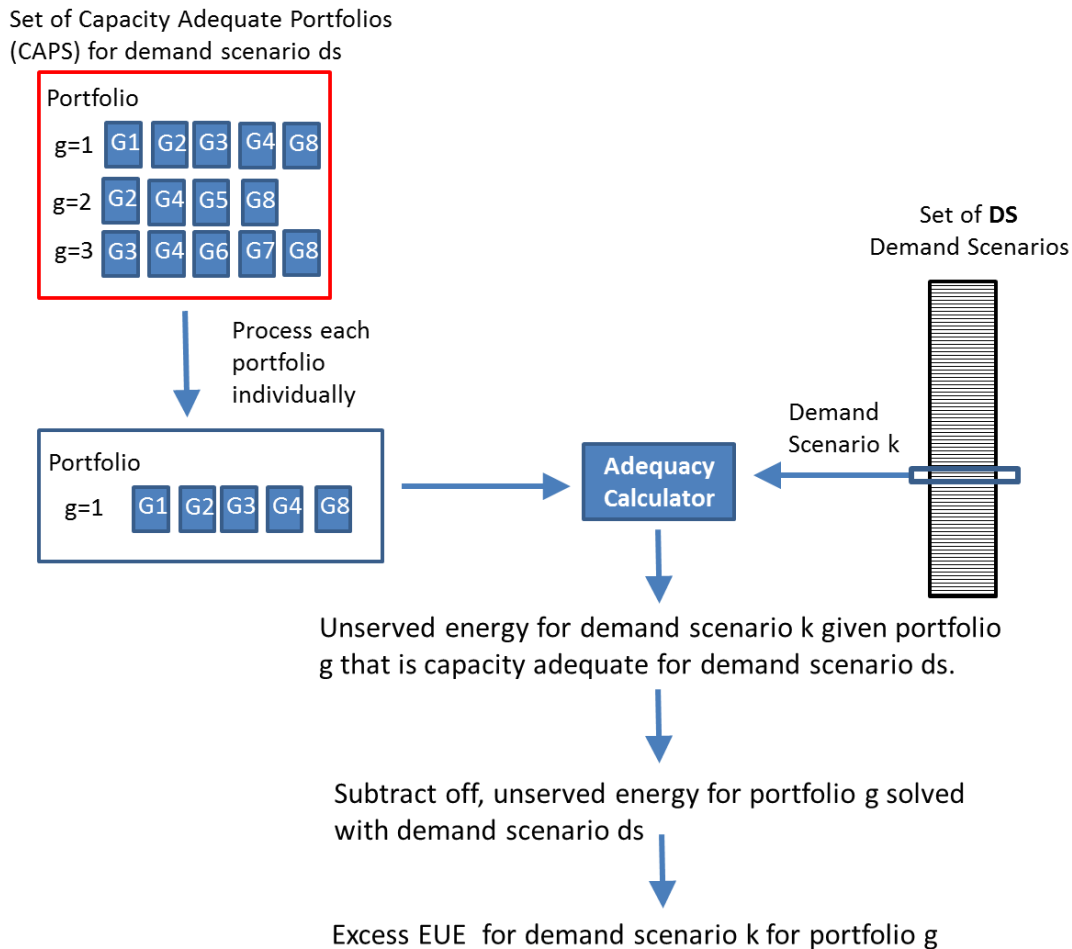 Set of Capacity Adequate Portfolios
(CAPS) for demand scenario ds
Portfolio
g=1 G1 G2 G3 G4 G8
g=2 G2 G4 G5 G8
g=3 G3 G4 G6 G7 G8
Set of DS
Demand Scenarios
Process each
portfolio
individually
Demand
Scenario k
Portfolio
g=1 G1 G2 G3 G4 G8
Adequacy
Calculator
Unserved energy for demand scenario k given portfolio
g that is capacity adequate for demand scenario ds.
Subtract off, unserved energy for portfolio g solved
with demand scenario ds
Excess EUE for demand scenario k for portfolio g